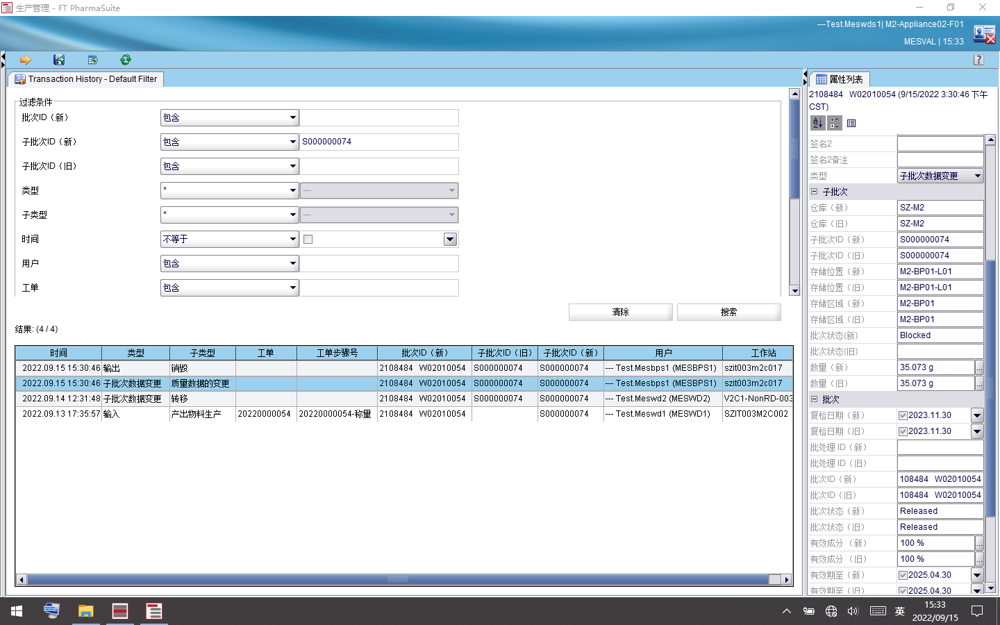 生产管理 - FT PharmaSuite
---Test.Meswds1| M2-Appliance02-F01
MESVAL | 15:33
Transaction History - Default Filter
过滤条件
批次ID（新） 包含
子批次ID（新） 包含 S000000074
子批次ID（旧） 包含
类型 * ---
子类型 * ---
时间 不等于
用户 包含
工单 包含
清除 搜索
结果: (4 / 4)
时间 类型 子类型 工单 工单步骤号 批次ID（新） 子批次ID（旧） 子批次ID（新） 用户 工作站
2022.09.15 15:30:46 输出 销毁 2108484 W02010054 S000000074 S000000074 --- Test.Mesbps1 (MESBPS1) szit003m2c017
2022.09.15 15:30:46 子批次数据变更 质量数据的变更 2108484 W02010054 S000000074 S000000074 --- Test.Mesbps1 (MESBPS1) szit003m2c017
2022.09.14 12:31:48 子批次数据变更 转移 2108484 W02010054 S000000074 S000000074 --- Test.Meswd2 (MESWD2) V2C1-NonRD-003
2022.09.13 17:35:57 输入 产出物料生产 20220000054 20220000054-称量 2108484 W02010054 S000000074 --- Test.Meswd1 (MESWD1) SZIT003M2C002
属性列表
2108484 W02010054 (9/15/2022 3:30:46 下午
CST)
签名2
签名2备注
类型 子批次数据变更
子批次
仓库（新） SZ-M2
仓库（旧） SZ-M2
子批次ID（新） S000000074
子批次ID（旧） S000000074
存储位置（新） M2-BP01-L01
存储位置（旧） M2-BP01-L01
存储区域（新） M2-BP01
存储区域（旧） M2-BP01
批次状态(新) Blocked
批次状态(旧)
数量（新） 35.073 g ...
数量（旧） 35.073 g ...
批次
复检日期（新） 2023.11.30
复检日期（旧） 2023.11.30
批处理 ID（新）
批处理 ID（旧）
批次ID（新） 108484 W02010054
批次ID（旧） 108484 W02010054
批次状态（新） Released
批次状态（旧） Released
有效成分（新） 100 % ...
有效成分（旧） 100 % ...
有效期至（新） 2025.04.30
有效期至（旧） 2025.04.30
英
15:33
2022/09/15